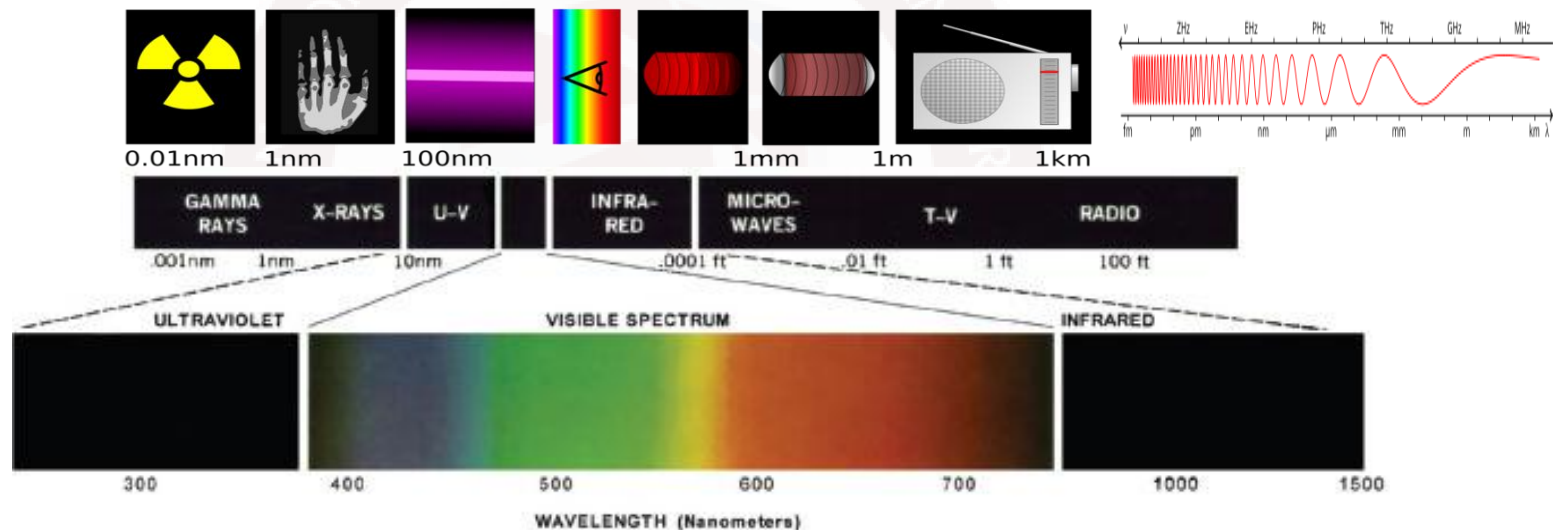 ν ZHz EHz PHz THz GHz MHz
fm pm nm μm mm m km λ
0.01nm 1nm 100nm 1mm 1m 1km
GAMMA RAYS X-RAYS U-V INFRA-RED MICRO-WAVES T-V RADIO
.001nm 1nm 10nm .0001 ft .01 ft 1 ft 100 ft
ULTRAVIOLET VISIBLE SPECTRUM INFRARED
300 400 500 600 700 1000 1500
WAVELENGTH (Nanometers)